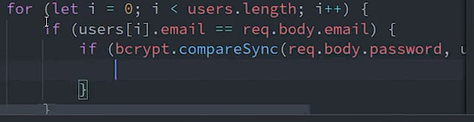 for (let i = 0; i < users.length; i++) {
if (users[i].email == req.body.email) {
if (bcrypt.compareSync(req.body.password, u
}
}